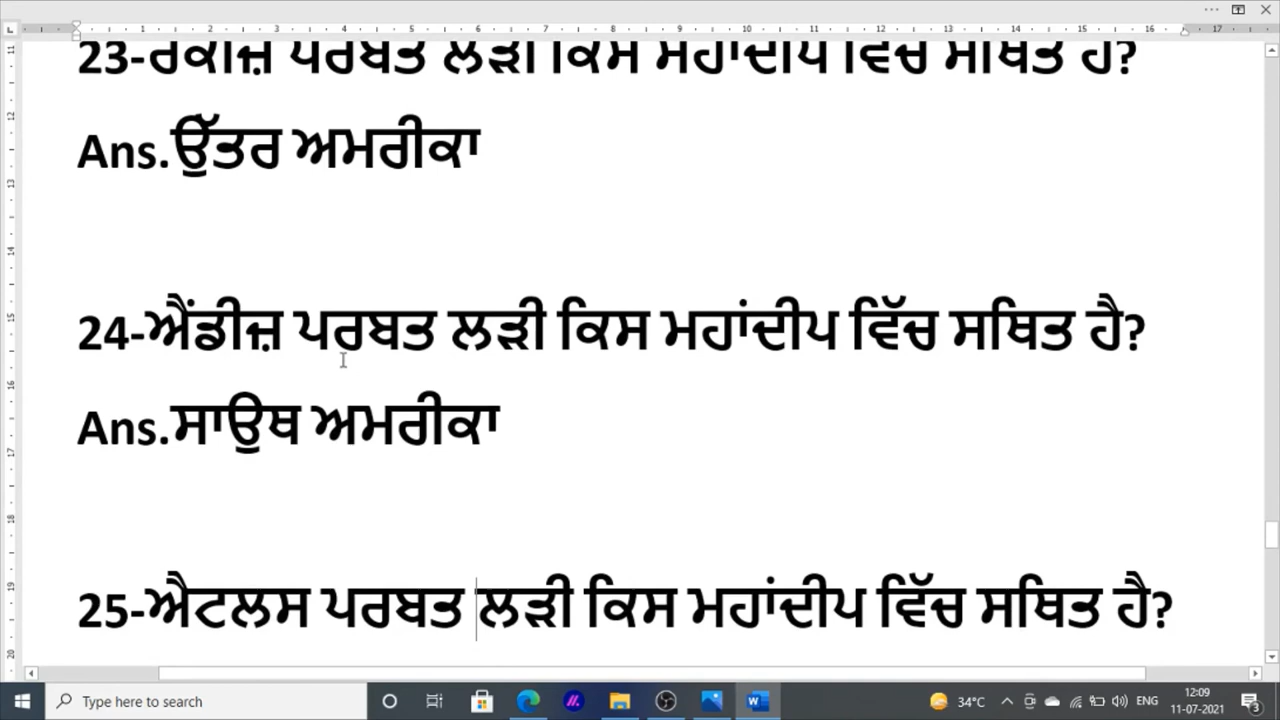 23-ਰਕੀਜ਼ ਪਰਬਤ ਲੜੀ ਕਿਸ ਮਹਾਂਦੀਪ ਵਿੱਚ ਸਥਿਤ ਹੈ?
Ans.ਉੱਤਰ ਅਮਰੀਕਾ
24-ਐਂਡੀਜ਼ ਪਰਬਤ ਲੜੀ ਕਿਸ ਮਹਾਂਦੀਪ ਵਿੱਚ ਸਥਿਤ ਹੈ?
Ans.ਸਾਉਥ ਅਮਰੀਕਾ
25-ਐਟਲਸ ਪਰਬਤ ਲੜੀ ਕਿਸ ਮਹਾਂਦੀਪ ਵਿੱਚ ਸਥਿਤ ਹੈ?
Type here to search
34°C ENG 12:09
11-07-2021 3